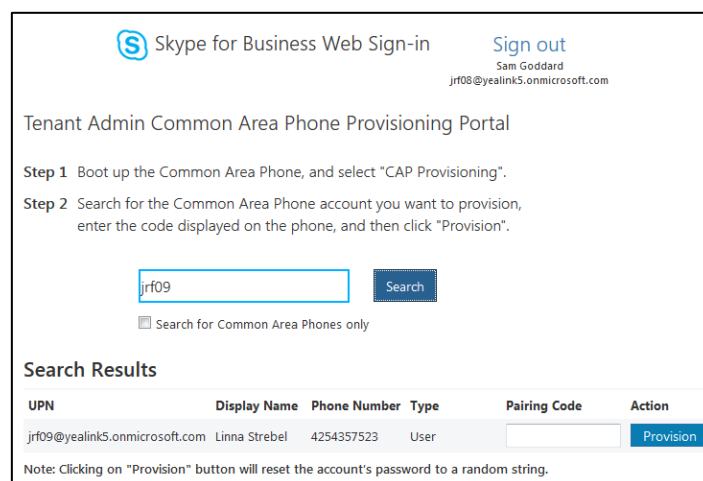 Skype for Business Web Sign-in
Sign out
Sam Goddard
jrf08@yealink5.onmicrosoft.com
Tenant Admin Common Area Phone Provisioning Portal
Step 1 Boot up the Common Area Phone, and select "CAP Provisioning".
Step 2 Search for the Common Area Phone account you want to provision,
enter the code displayed on the phone, and then click "Provision".
jrf09 Search
Search for Common Area Phones only
Search Results
UPN Display Name Phone Number Type Pairing Code Action
jrf09@yealink5.onmicrosoft.com Linna Strebel 4254357523 User Provision
Note: Clicking on "Provision" button will reset the account's password to a random string.